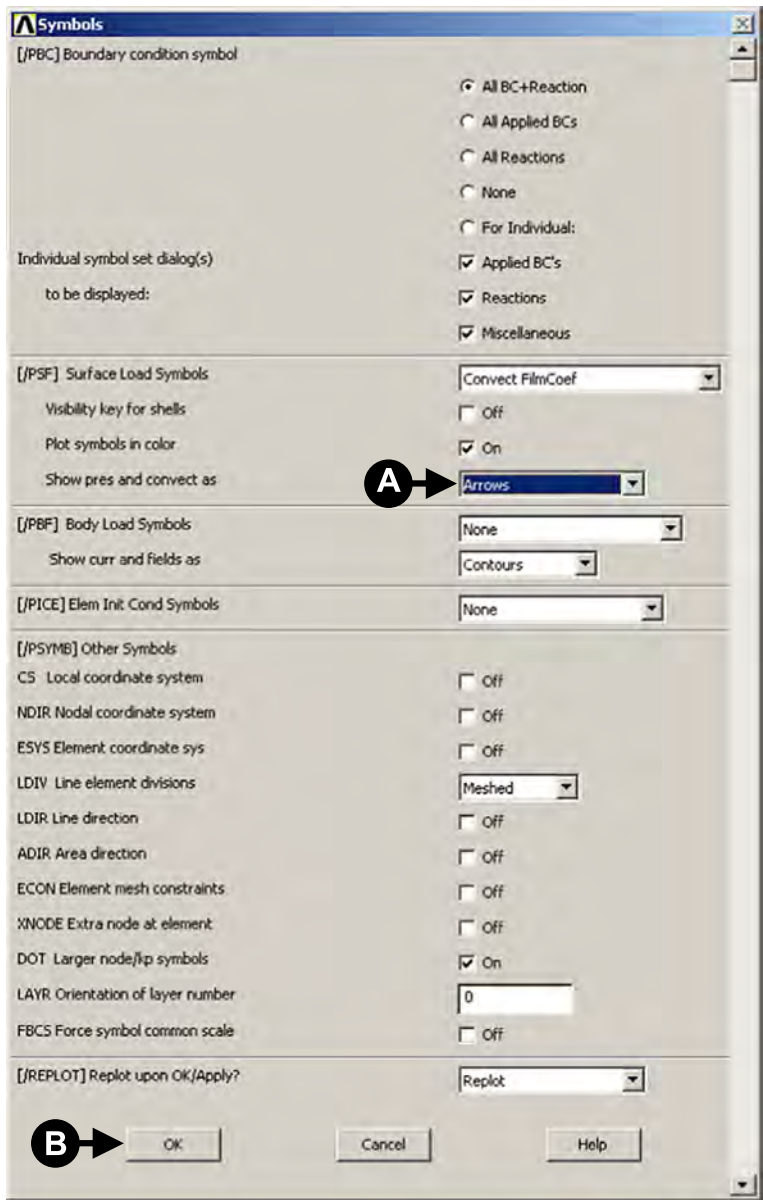 Symbols
[/PBC] Boundary condition symbol
All BC+Reaction
All Applied BCs
All Reactions
None
For Individual:
Individual symbol set dialog(s) Applied BC's
to be displayed: Reactions
Miscellaneous
[/PSF] Surface Load Symbols Convect FilmCoef
Visibility key for shells Off
Plot symbols in color On
Show pres and convect as A Arrows
[/PBF] Body Load Symbols None
Show curr and fields as Contours
[/PICE] Elem Init Cond Symbols None
[/PSYMB] Other Symbols
CS Local coordinate system Off
NDIR Nodal coordinate system Off
ESYS Element coordinate sys Off
LDIV Line element divisions Meshed
LDIR Line direction Off
ADIR Area direction Off
ECON Element mesh constraints Off
XNODE Extra node at element Off
DOT Larger node/kp symbols On
LAYR Orientation of layer number 0
FBCS Force symbol common scale Off
[/REPLOT] Replot upon OK/Apply? Replot
B OK Cancel Help